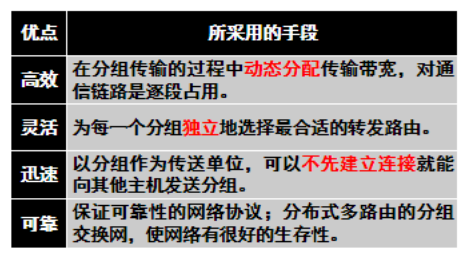 优点 所采用的手段
高效 在分组传输的过程中动态分配传输带宽，对通
信链路是逐段占用。
灵活 为每一个分组独立地选择最合适的转发路由。
迅速 以分组作为传送单位，可以不先建立连接就能
向其他主机发送分组。
可靠 保证可靠性的网络协议；分布式多路由的分组
交换网，使网络有很好的生存性。